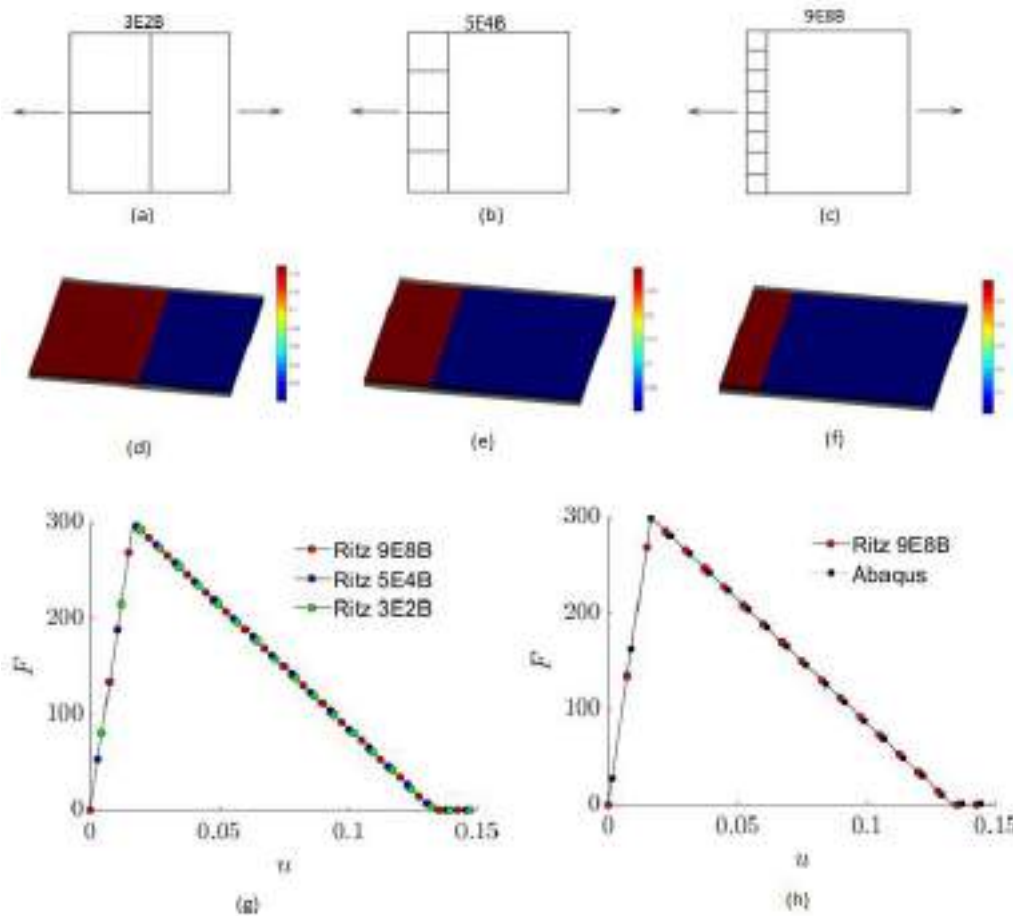 3E2B
5E4B
9E8B
(a)
(b)
(c)
(d)
(e)
(f)
300
200
100
0
F
0
0.05
0.1
0.15
u
Ritz 9E8B
Ritz 5E4B
Ritz 3E2B
(g)
300
200
100
0
F
0
0.05
0.1
0.15
u
Ritz 9E8B
Abaqus
(h)